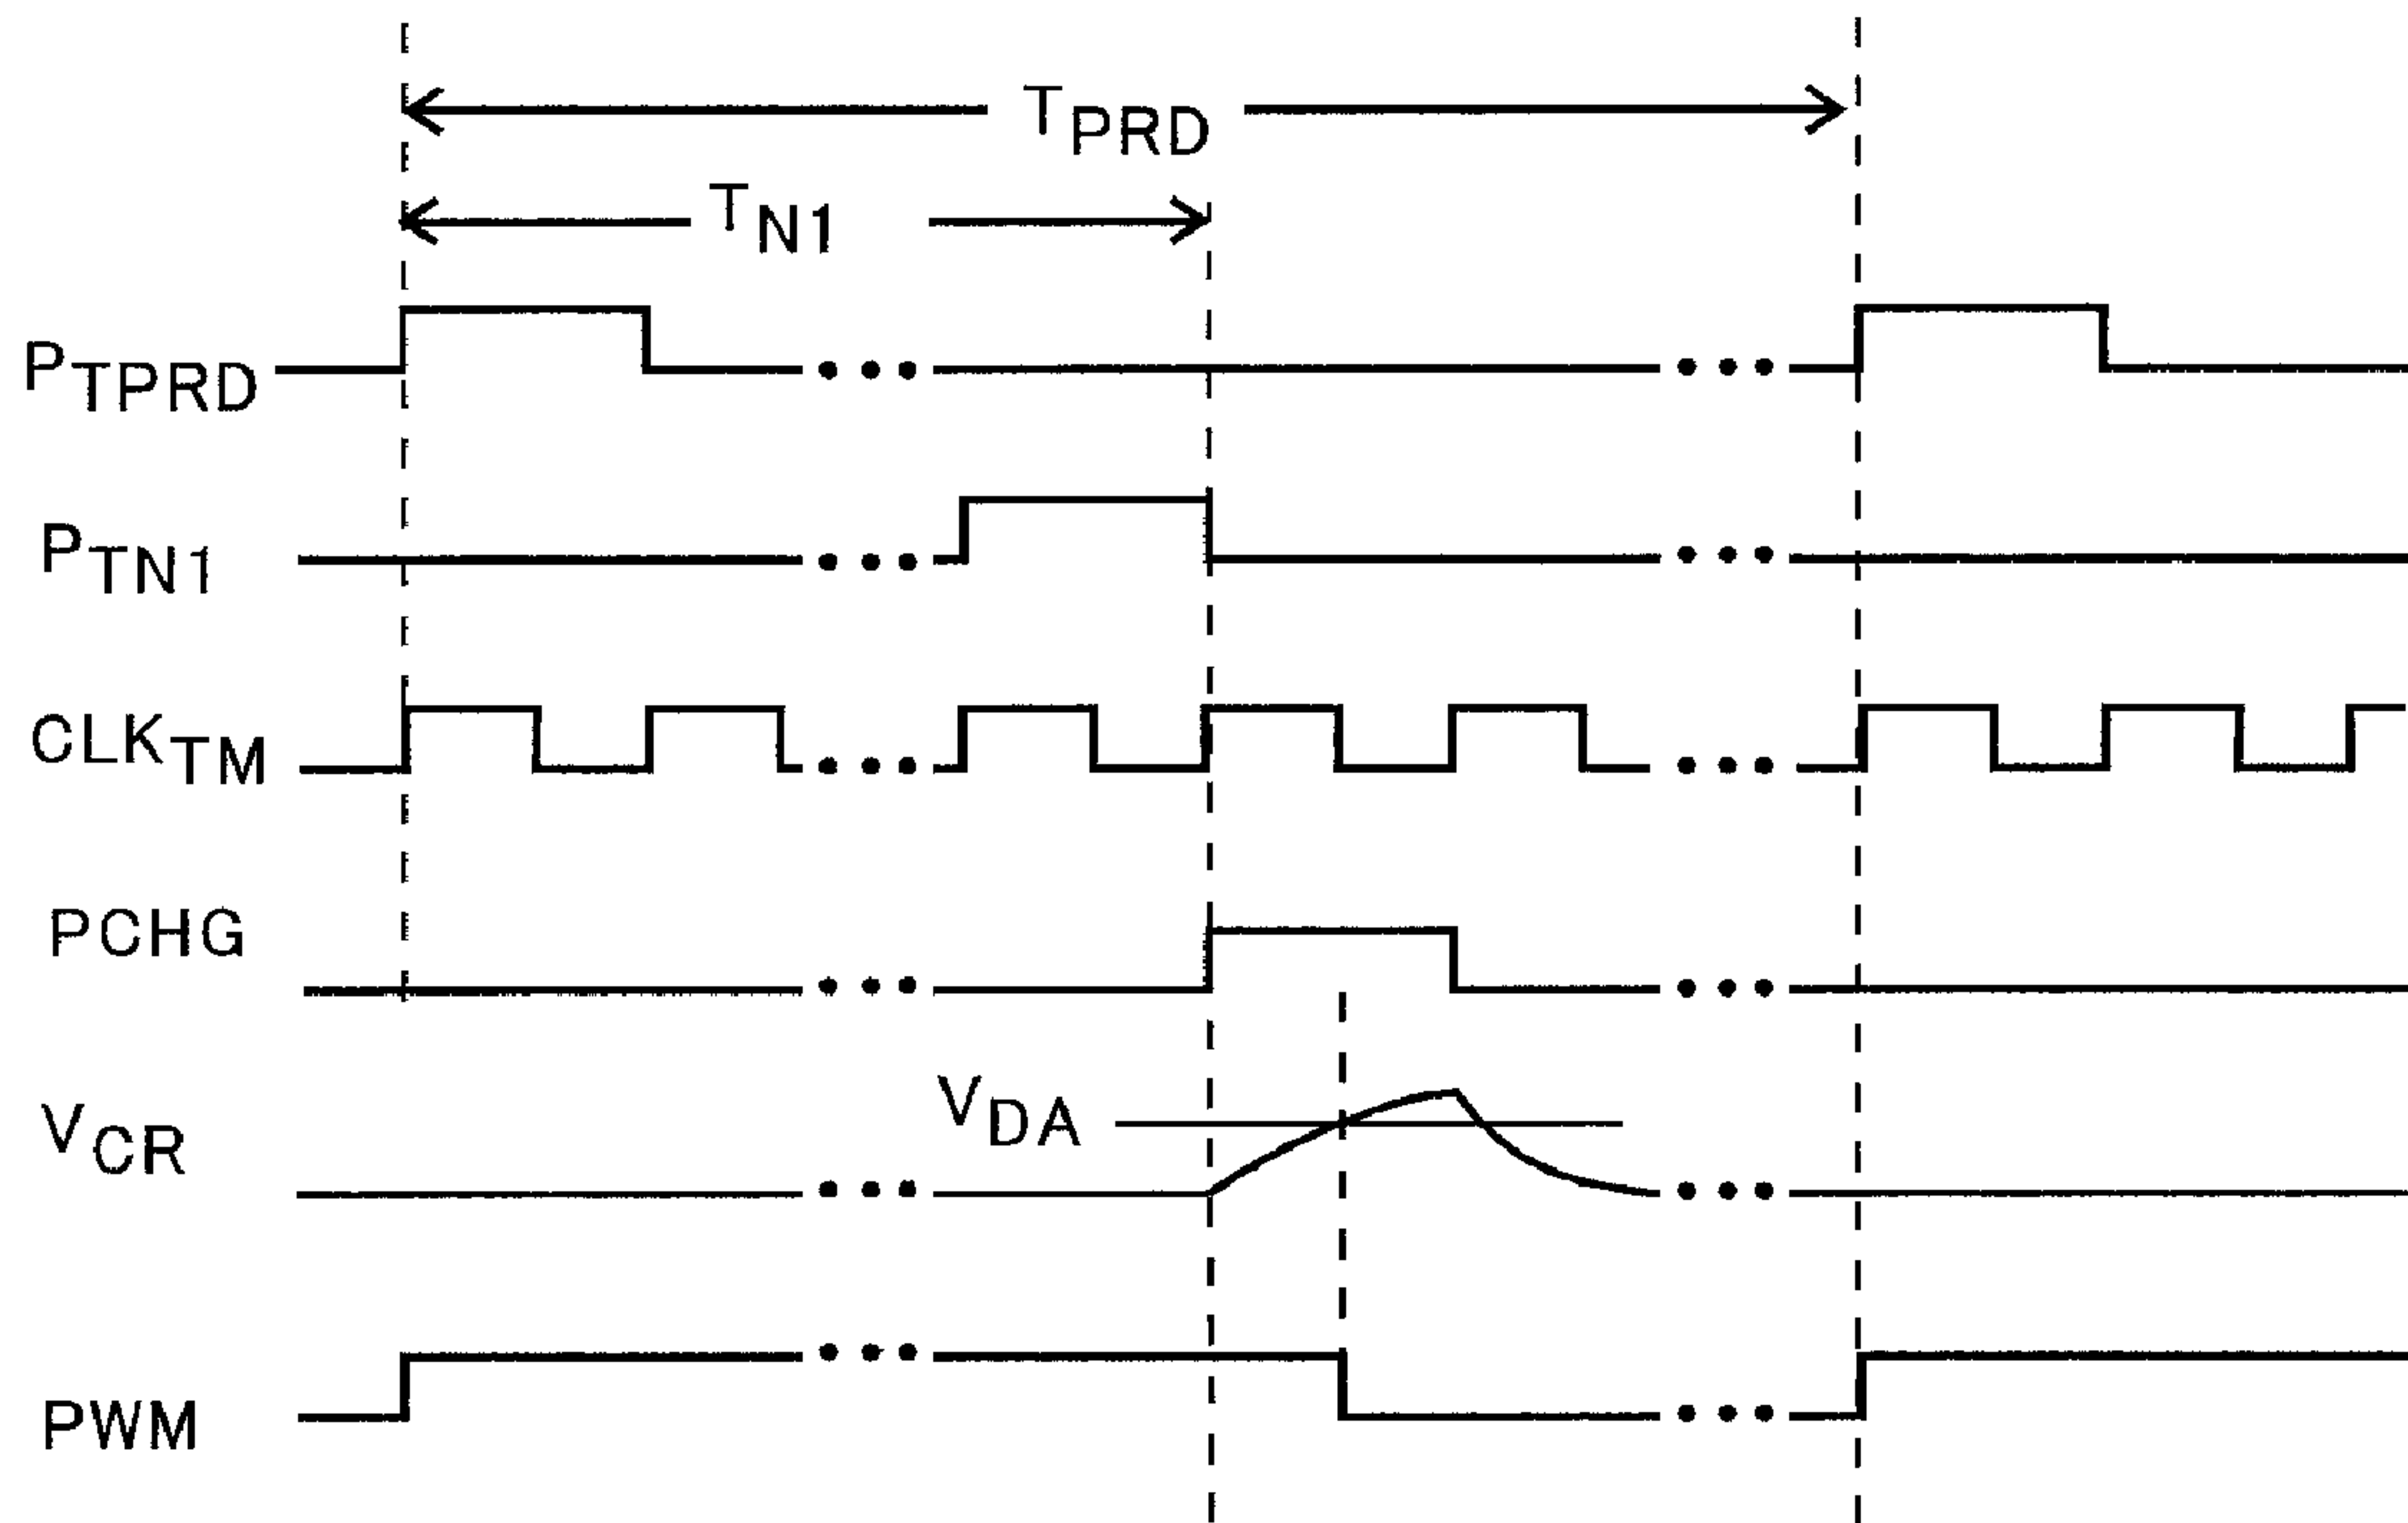 TPRD
TN1
PTPRD
PTN1
CLKTM
PCHG
VDA
VCR
PWM